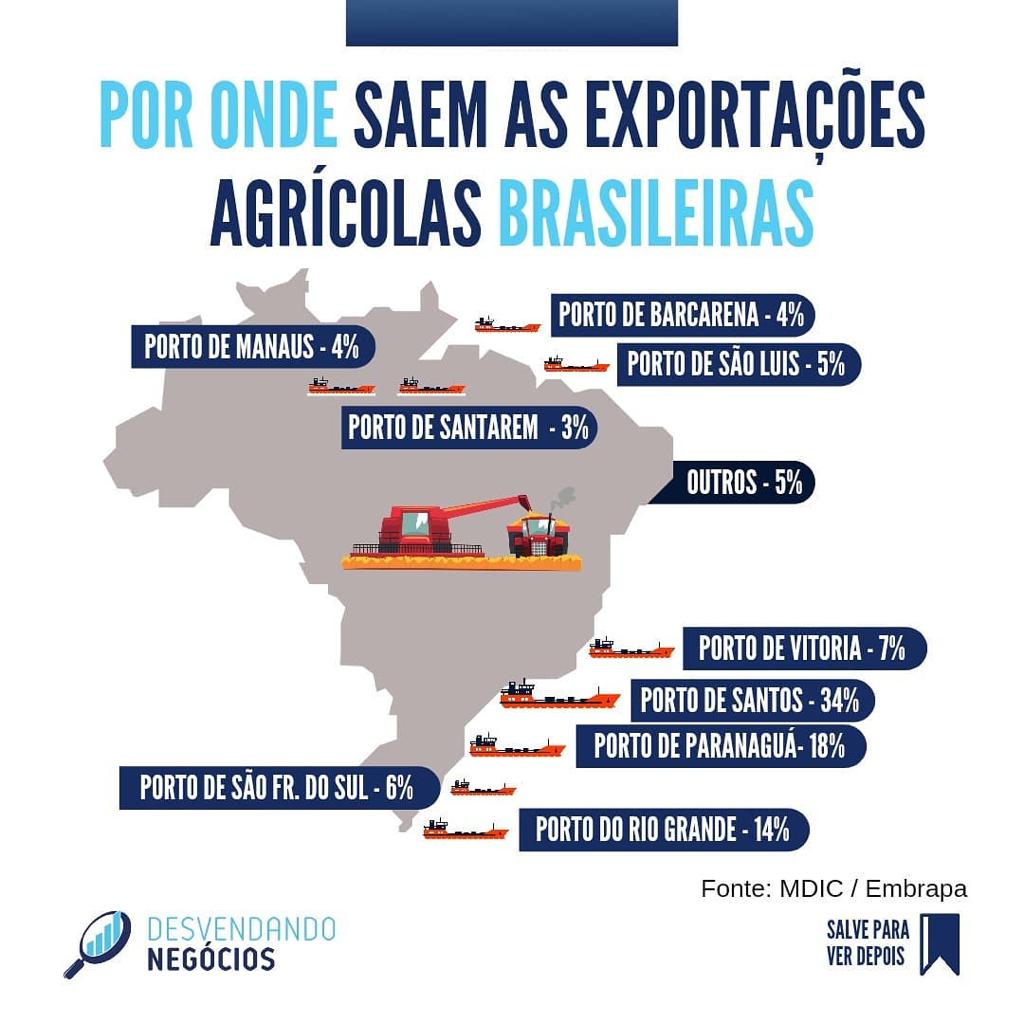 POR ONDE SAEM AS EXPORTAÇÕES
AGRÍCOLAS BRASILEIRAS
PORTO DE BARCARENA - 4%
PORTO DE MANAUS - 4%
PORTO DE SÃO LUIS - 5%
PORTO DE SANTAREM - 3%
OUTROS - 5%
PORTO DE VITORIA - 7%
PORTO DE SANTOS - 34%
PORTO DE PARANAGUÁ- 18%
PORTO DE SÃO FR. DO SUL - 6%
PORTO DO RIO GRANDE - 14%
Fonte: MDIC / Embrapa
DESVENDANDO
NEGÓCIOS
SALVE PARA
VER DEPOIS